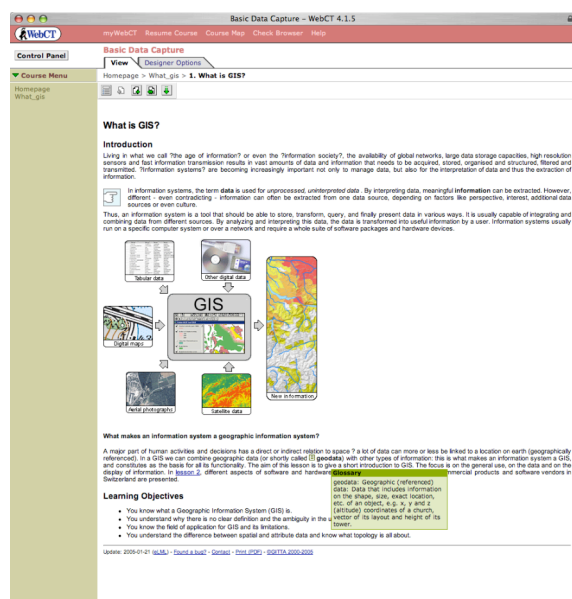 Basic Data Capture – WebCT 4.1.5
WebCT
myWebCT Resume Course Course Map Check Browser Help
Control Panel
Basic Data Capture
View Designer Options
Course Menu
Homepage > What_gis > 1. What is GIS?
Homepage
What_gis
What is GIS?
Introduction
Living in what we call ?the age of information? or even the ?information society?, the availability of global networks, large data storage capacities, high resolution
sensors and fast information transmission results in vast amounts of data and information that needs to be acquired, stored, organised and structured, filtered and
transmitted. ?Information systems? are becoming increasingly important not only to manage data, but also for the interpretation of data and thus the extraction of
information.
In information systems, the term data is used for unprocessed, uninterpreted data . By interpreting data, meaningful information can be extracted. However,
different - even contradicting - information can often be extracted from one data source, depending on factors like perspective, interest, additional data
sources or even culture.
Thus, an information system is a tool that should be able to store, transform, query, and finally present data in various ways. It is usually capable of integrating and
combining data from different sources. By analyzing and interpreting this data, the data is transformed into useful information by a user. Information systems usually
run on a specific computer system or over a network and require a whole suite of software packages and hardware devices.
Tabular data
Other digital data
GIS
Digital maps
Aerial photographs
Satellite data
New information
What makes an information system a geographic information system?
A major part of human activities and decisions has a direct or indirect relation to space ? a lot of data can more or less be linked to a location on earth (geographically
referenced). In a GIS we can combine geographic data (or shortly called geodata) with other types of information: this is what makes an information system a GIS,
and constitutes as the basis for all its functionality. The aim of this lesson is to give a short introduction to GIS. The focus is on the general use, on the data and on the
display of information. In lesson 2, different aspects of software and hardware mercial products and software vendors in
Switzerland are presented.
Glossary
geodata: Geographic (referenced)
data: Data that includes information
on the shape, size, exact location,
etc. of an object, e.g. x, y and z
(altitude) coordinates of a church,
vector of its layout and height of its
tower.
Learning Objectives
You know what a Geographic Information System (GIS) is.
You understand why there is no clear definition and the ambiguity in the u
You know the field of application for GIS and its limitations.
You understand the difference between spatial and attribute data and know what topology is all about.
Update: 2006-01-21 (eLML) - Found a bug? - Contact - Print (PDF) - ©GITTA 2000-2006